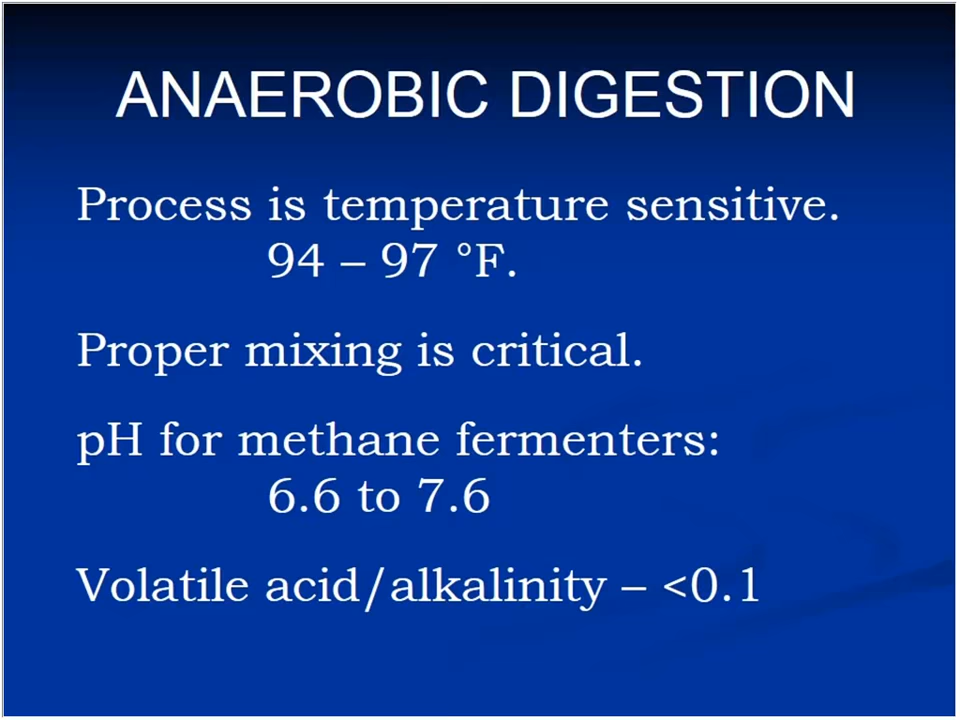 ANAEROBIC DIGESTION
Process is temperature sensitive.
94 – 97 °F.
Proper mixing is critical.
pH for methane fermenters:
6.6 to 7.6
Volatile acid/alkalinity – <0.1